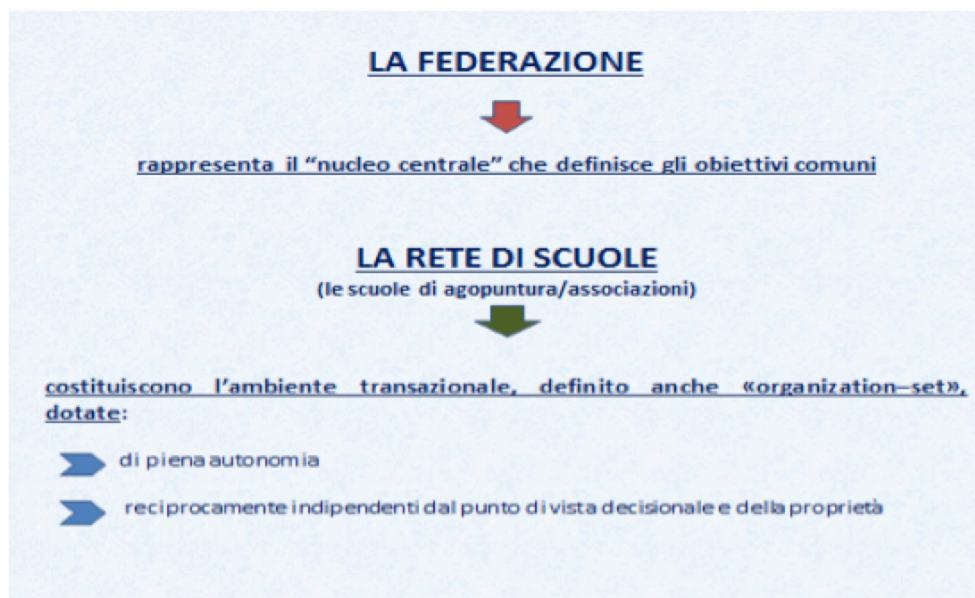 LA FEDERAZIONE
rappresenta il “nucleo centrale” che definisce gli obiettivi comuni
LA RETE DI SCUOLE
(le scuole di agopuntura/associazioni)
costituiscono l’ambiente transazionale, definito anche «organization–set»,
dotate:
di piena autonomia
reciprocamente indipendenti dal punto di vista decisionale e della proprietà